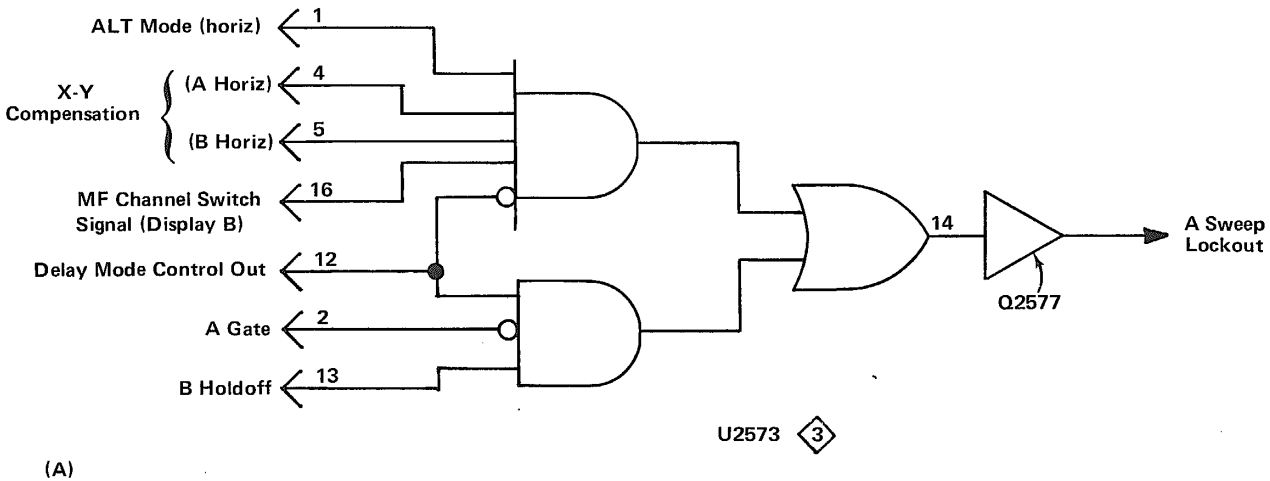 ALT Mode (horiz) 1
X-Y
Compensation
(A Horiz) 4
(B Horiz) 5
MF Channel Switch
Signal (Display B) 16
Delay Mode Control Out 12
A Gate 2
B Holdoff 13
14
A Sweep
Lockout
Q2577
U2573 3
(A)